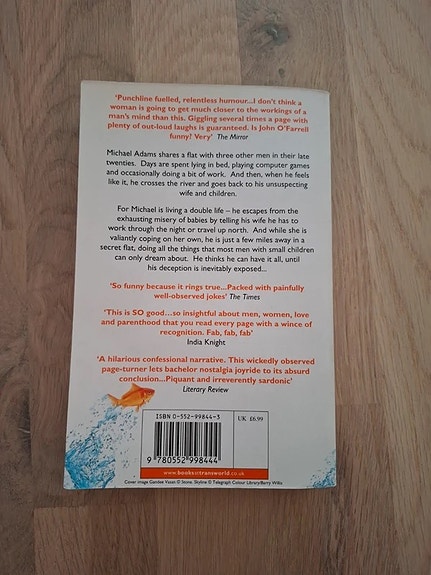 'Punchline fuelled, relentless humour...I don't think a
woman is going to get much closer to the workings of a
man's mind than this. Giggling several times a page with
plenty of out-loud laughs is guaranteed. Is John O'Farrell
funny? Very' The Mirror
Michael Adams shares a flat with three other men in their late
twenties. Days are spent lying in bed, playing computer games
and occasionally doing a bit of work. And then, when he feels
like it, he crosses the river and goes back to his unsuspecting
wife and children.
For Michael is living a double life – he escapes from the
exhausting misery of babies by telling his wife he has to
work through the night or travel up north. And while she is
valiantly coping on her own, he is just a few miles away in a
secret flat, doing all the things that most men with small children
can only dream about. He thinks he can have it all, until
his deception is inevitably exposed...
'So funny because it rings true...Packed with painfully
well-observed jokes' The Times
'This is SO good...so insightful about men, women, love
and parenthood that you read every page with a wince of
recognition. Fab, fab, fab'
India Knight
'A hilarious confessional narrative. This wickedly observed
page-turner lets bachelor nostalgia joyride to its absurd
conclusion...Piquant and irreverently sardonic'
Literary Review
ISBN 0-552-99844-3
UK £6.99
9 780552 998444
www.booksattransworld.co.uk
Cover image Gandee Vasan © Stone. Skyline © Telegraph Colour Library/Barry Willis